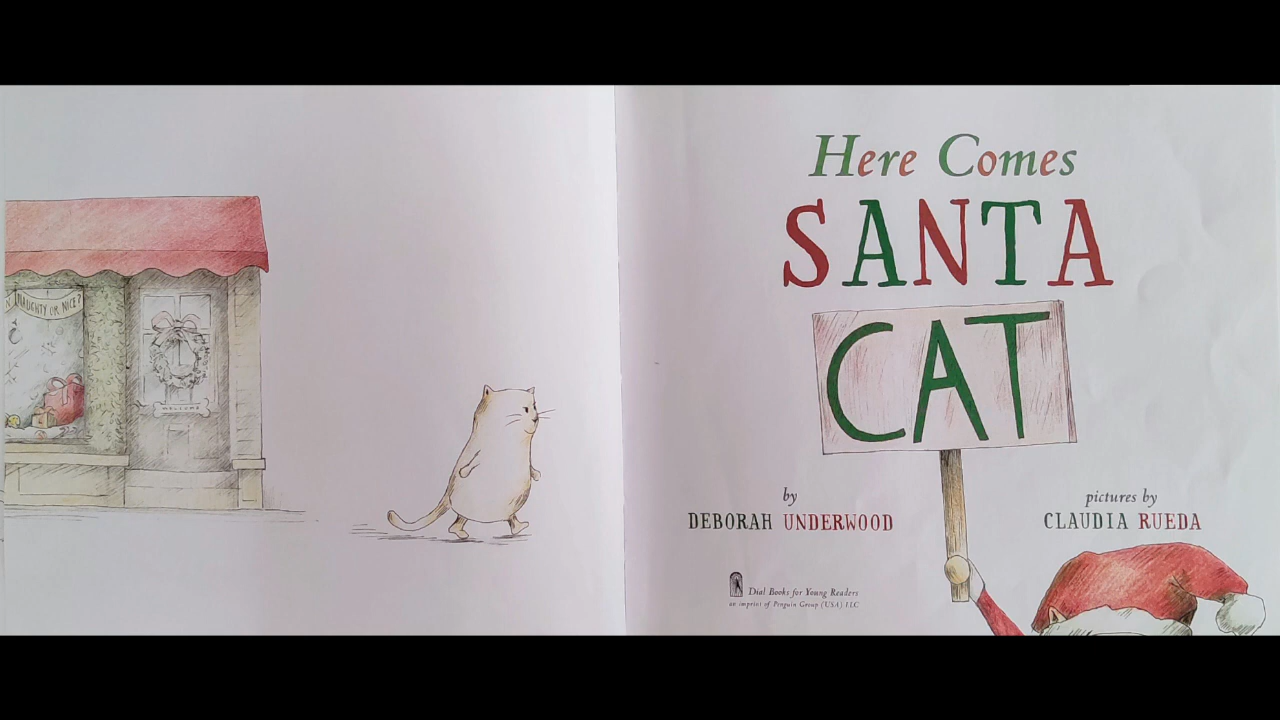 NAUGHTY OR NICE?
WELCOME
Here Comes
SANTA
CAT
by
DEBORAH UNDERWOOD
pictures by
CLAUDIA RUEDA
Dial Books for Young Readers
an imprint of Penguin Group (USA) LLC